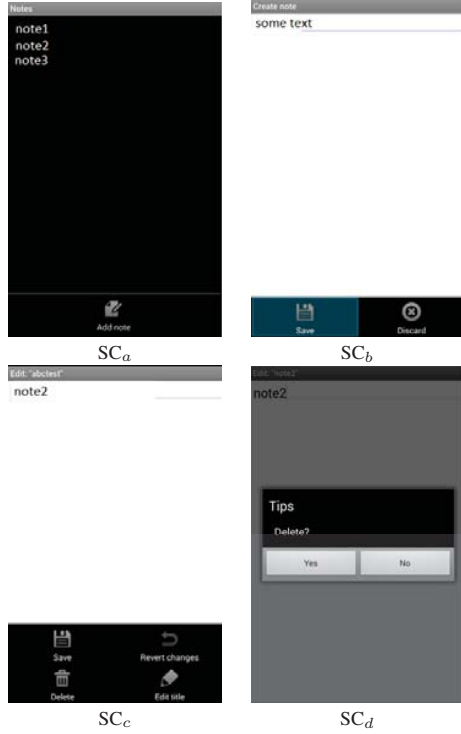 Notes
note1
note2
note3
Add note
SCa
Create note
some text
Save
Discard
SCb
Edit: "abctest"
note2
Save
Revert changes
Delete
Edit title
SCc
Edit: "note2"
note2
Tips
Delete?
Yes
No
SCd